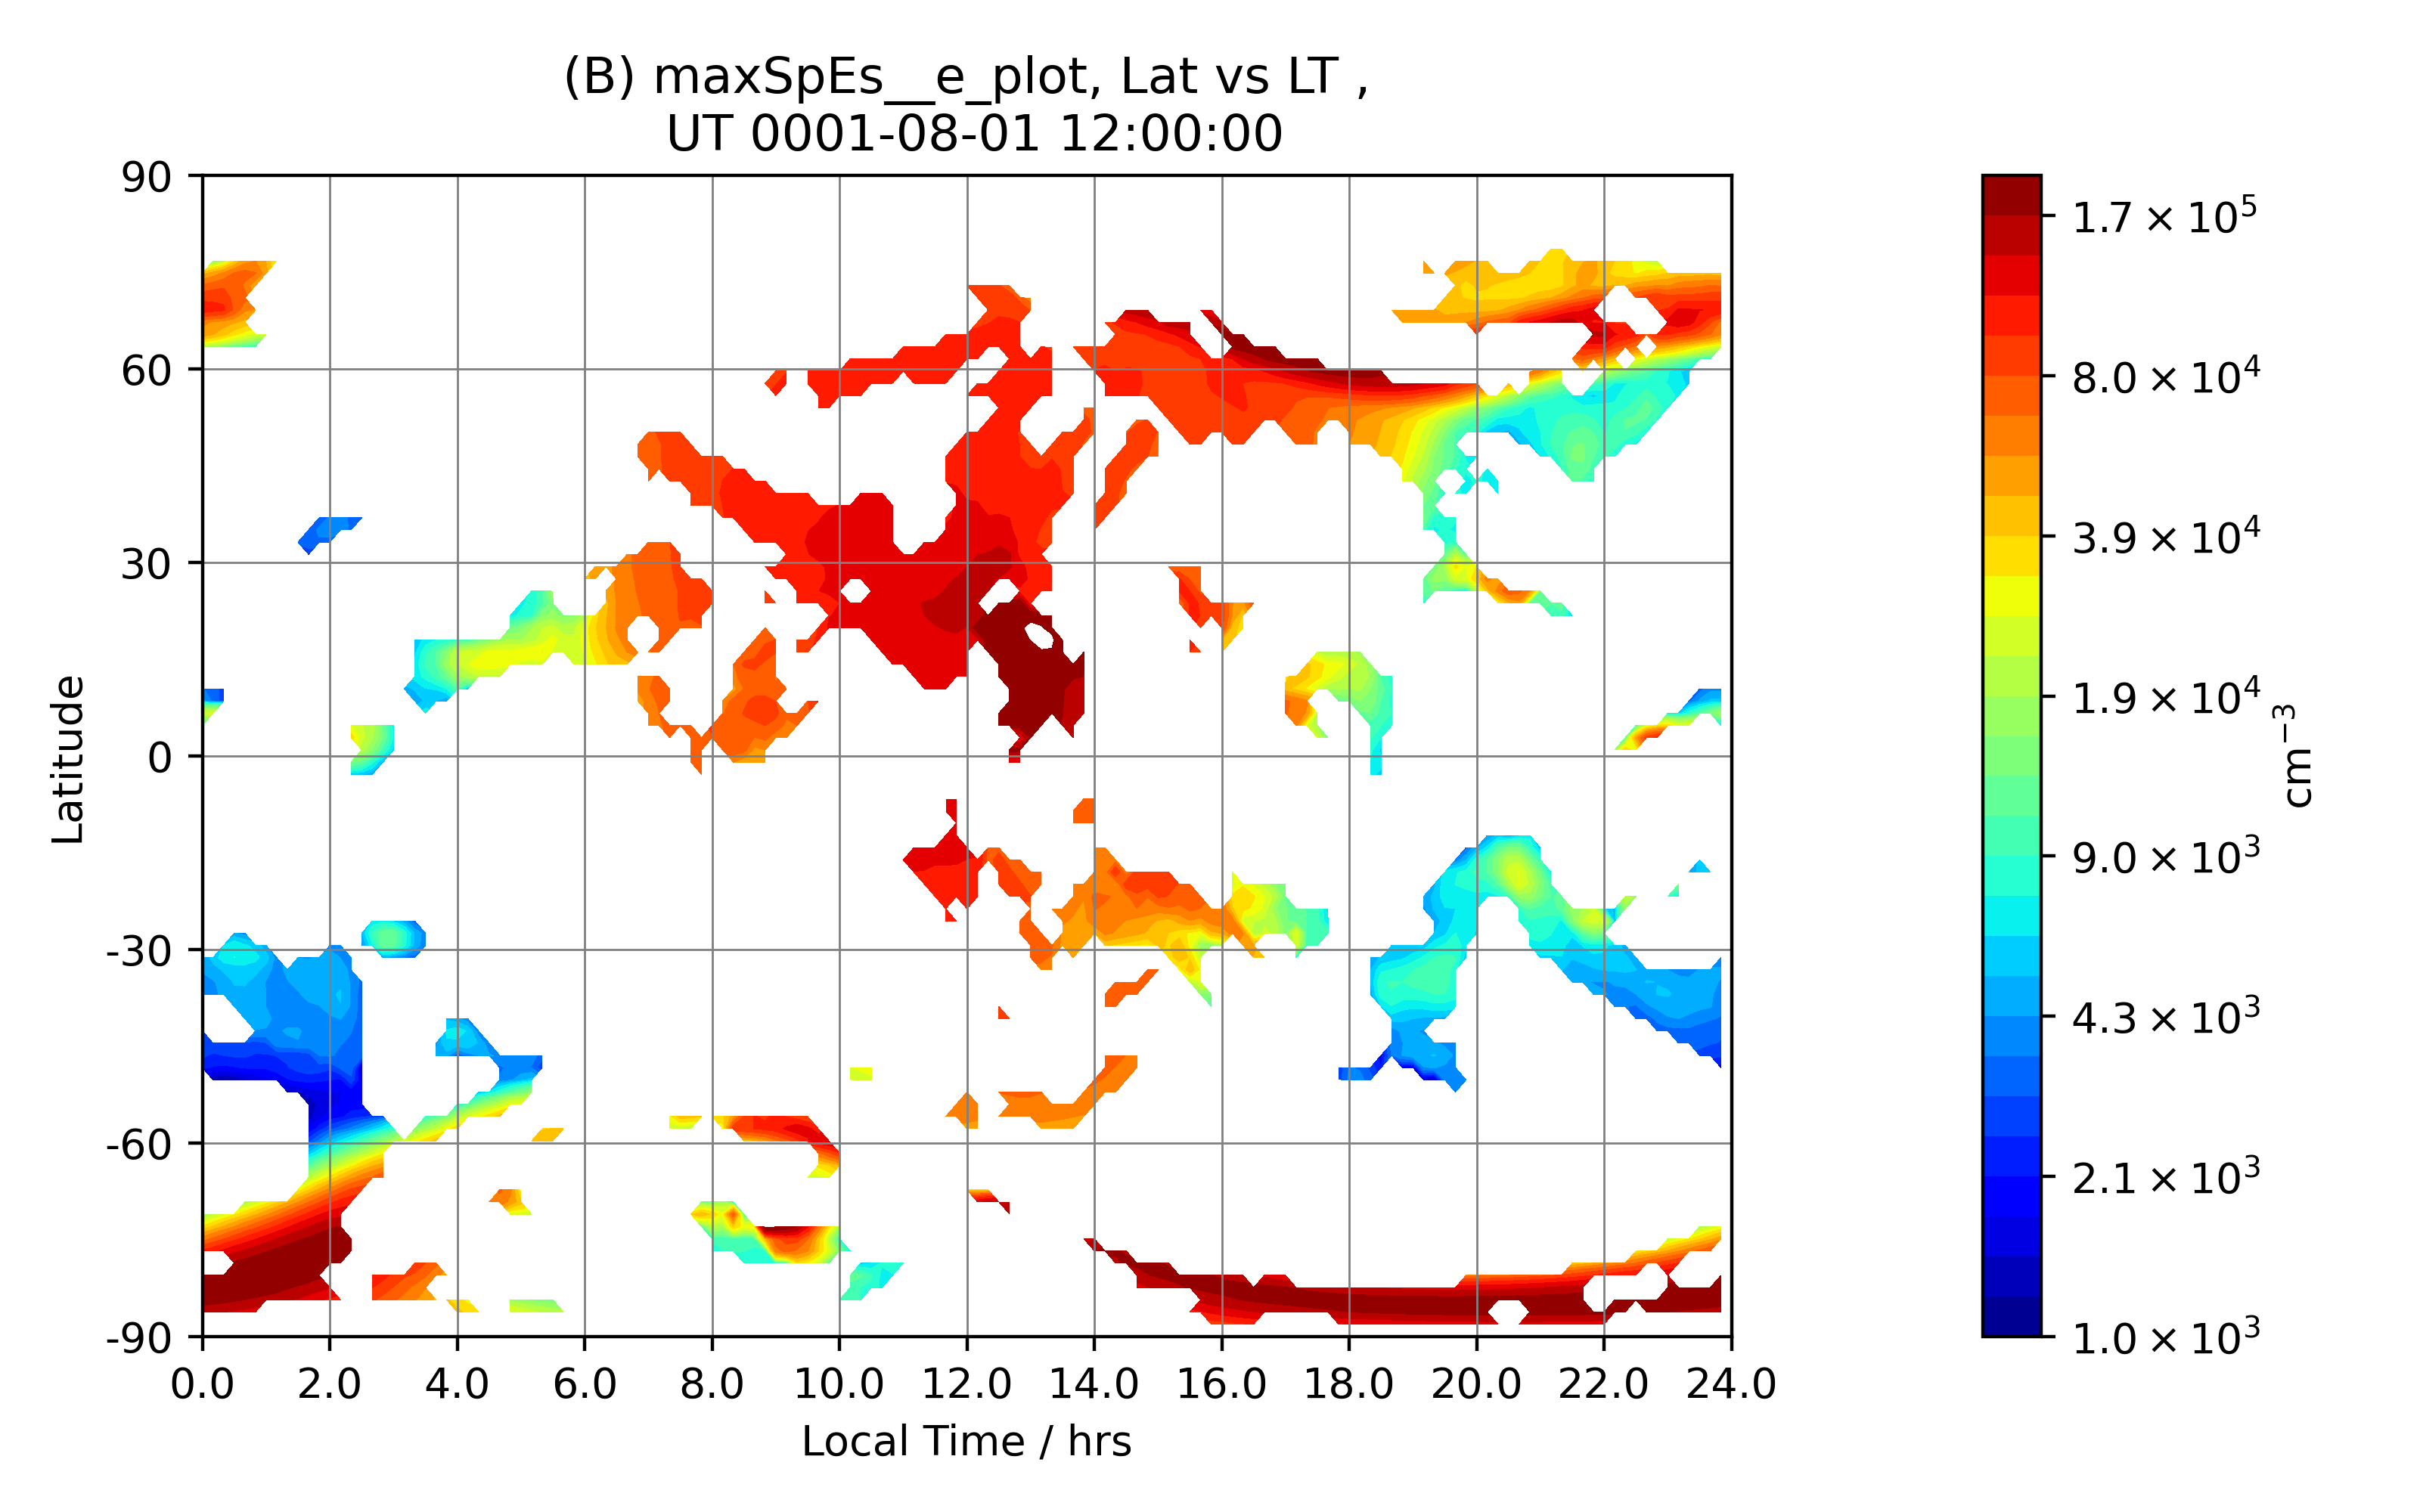 (B) maxSpEs__e_plot, Lat vs LT ,
UT 0001-08-01 12:00:00
90
60
30
0
-30
-60
-90
Latitude
0.0 2.0 4.0 6.0 8.0 10.0 12.0 14.0 16.0 18.0 20.0 22.0 24.0
Local Time / hrs
1.7 × 10⁵
8.0 × 10⁴
3.9 × 10⁴
1.9 × 10⁴
9.0 × 10³
4.3 × 10³
2.1 × 10³
1.0 × 10³
cm⁻³